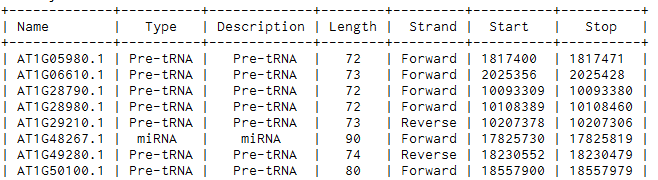 +------------+----------+-------------+--------+---------+----------+----------+
| Name | Type | Description | Length | Strand | Start | Stop |
+------------+----------+-------------+--------+---------+----------+----------+
| AT1G05980.1 | Pre-tRNA | Pre-tRNA | 72 | Forward | 1817400 | 1817471 |
| AT1G06610.1 | Pre-tRNA | Pre-tRNA | 73 | Forward | 2025356 | 2025428 |
| AT1G28790.1 | Pre-tRNA | Pre-tRNA | 72 | Forward | 10093309 | 10093380 |
| AT1G28980.1 | Pre-tRNA | Pre-tRNA | 72 | Forward | 10108389 | 10108460 |
| AT1G29210.1 | Pre-tRNA | Pre-tRNA | 73 | Reverse | 10207378 | 10207306 |
| AT1G48267.1 | miRNA | miRNA | 90 | Forward | 17825730 | 17825819 |
| AT1G49280.1 | Pre-tRNA | Pre-tRNA | 74 | Reverse | 18230552 | 18230479 |
| AT1G50100.1 | Pre-tRNA | Pre-tRNA | 80 | Forward | 18557900 | 18557979 |